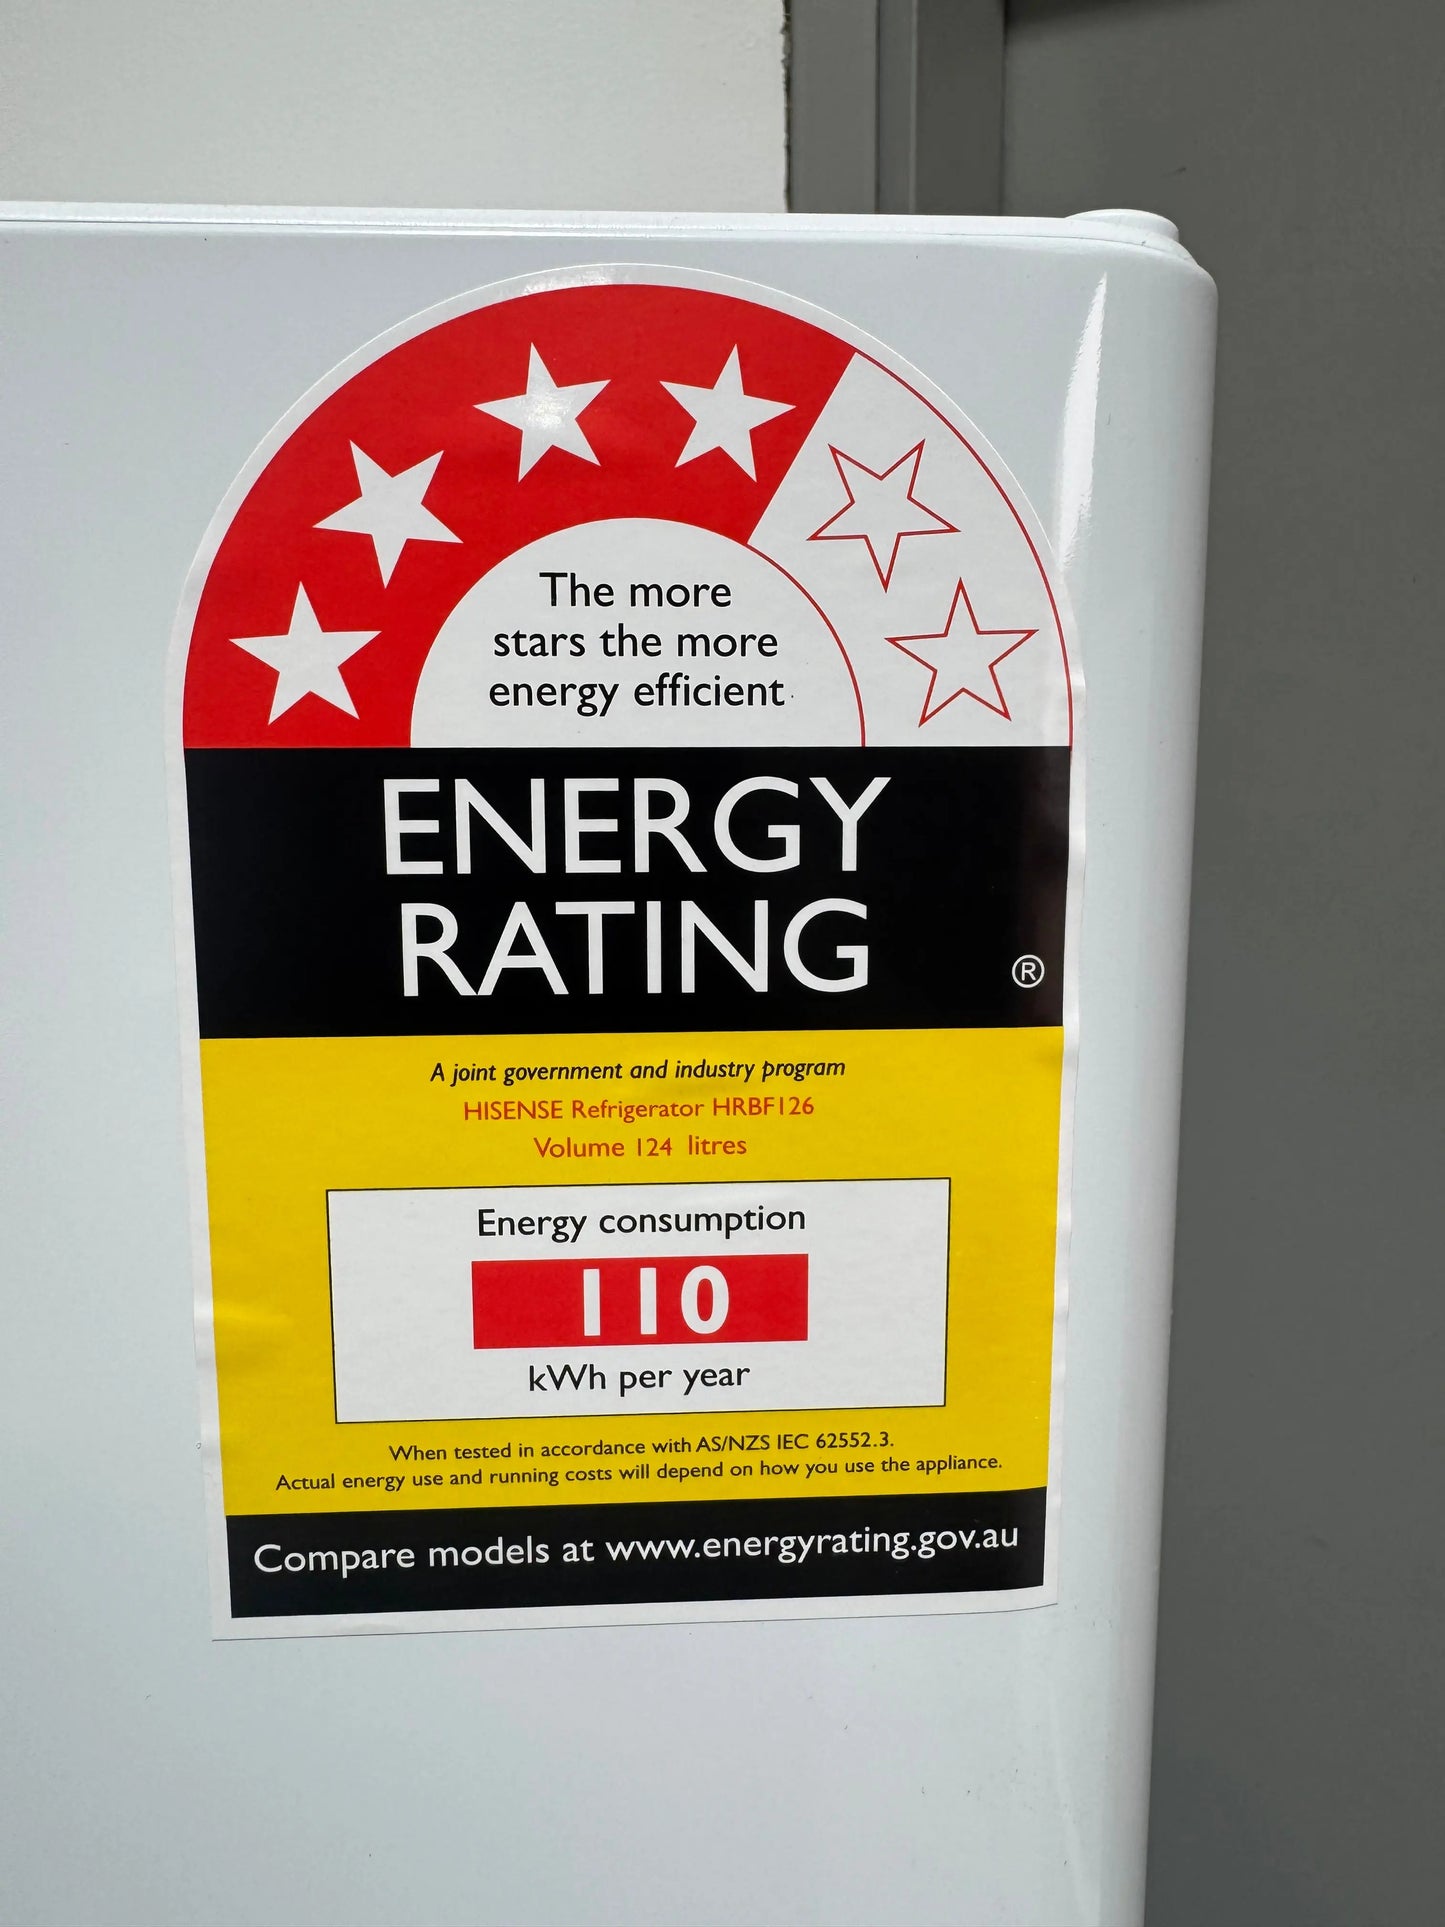 The more
stars the more
energy efficient
ENERGY
RATING
®
A joint government and industry program
HISENSE Refrigerator HRBF126
Volume 124 litres
Energy consumption
110
kWh per year
When tested in accordance with AS/NZS IEC 62552.3.
Actual energy use and running costs will depend on how you use the appliance.
Compare models at www.energyrating.gov.au